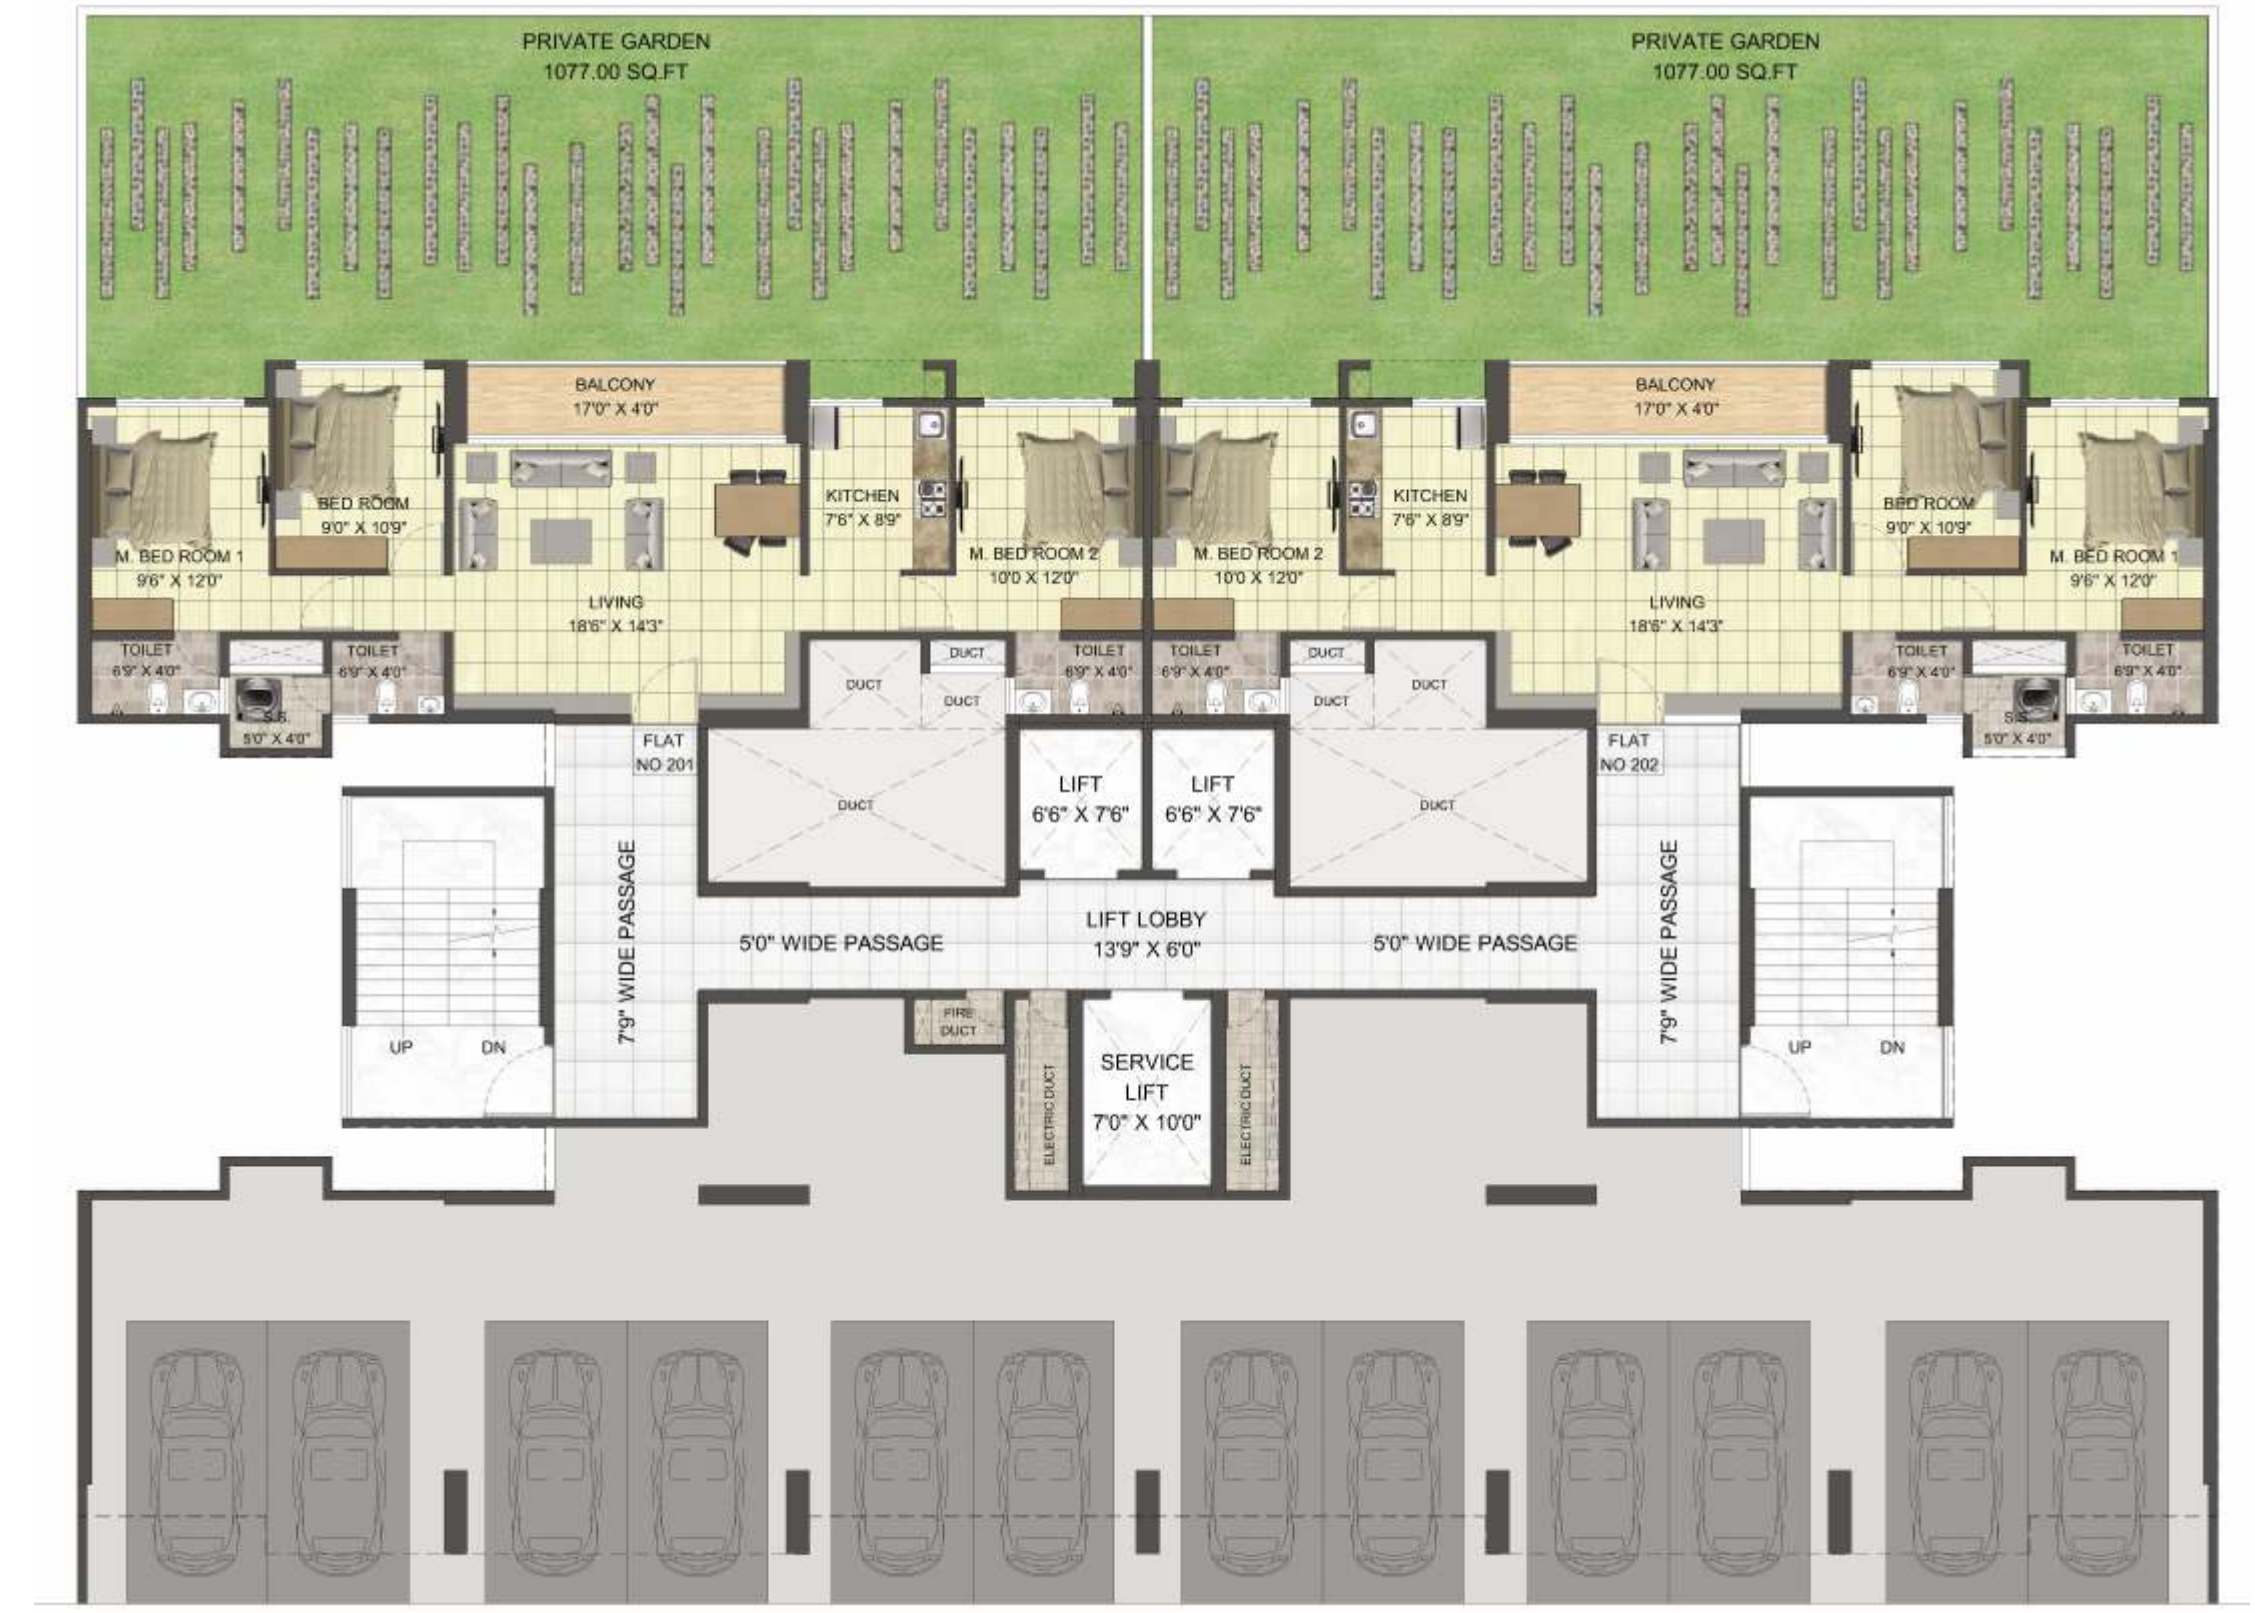 PRIVATE GARDEN
1077.00 SQ.FT
PRIVATE GARDEN
1077.00 SQ.FT
BALCONY
17'0" X 4'0"
BALCONY
17'0" X 4'0"
BED ROOM
9'0" X 10'9"
KITCHEN
7'6" X 8'9"
KITCHEN
7'6" X 8'9"
BED ROOM
9'0" X 10'9"
M. BED ROOM 1
9'6" X 12'0"
M. BED ROOM 2
10'0 X 12'0"
M. BED ROOM 2
10'0 X 12'0"
M. BED ROOM 1
9'6" X 12'0"
LIVING
18'6" X 14'3"
LIVING
18'6" X 14'3"
TOILET
6'9" X 4'0"
TOILET
6'9" X 4'0"
DUCT
DUCT
DUCT
TOILET
6'9" X 4'0"
TOILET
6'9" X 4'0"
DUCT
DUCT
DUCT
TOILET
6'9" X 4'0"
TOILET
6'9" X 4'0"
S.S.
5'0" X 4'0"
S.S.
5'0" X 4'0"
FLAT
NO 201
FLAT
NO 202
DUCT
LIFT
6'6" X 7'6"
LIFT
6'6" X 7'6"
DUCT
7'9" WIDE PASSAGE
5'0" WIDE PASSAGE
LIFT LOBBY
13'9" X 6'0"
5'0" WIDE PASSAGE
7'9" WIDE PASSAGE
UP
DN
FIRE
DUCT
ELECTRIC DUCT
SERVICE
LIFT
7'0" X 10'0"
ELECTRIC DUCT
UP
DN